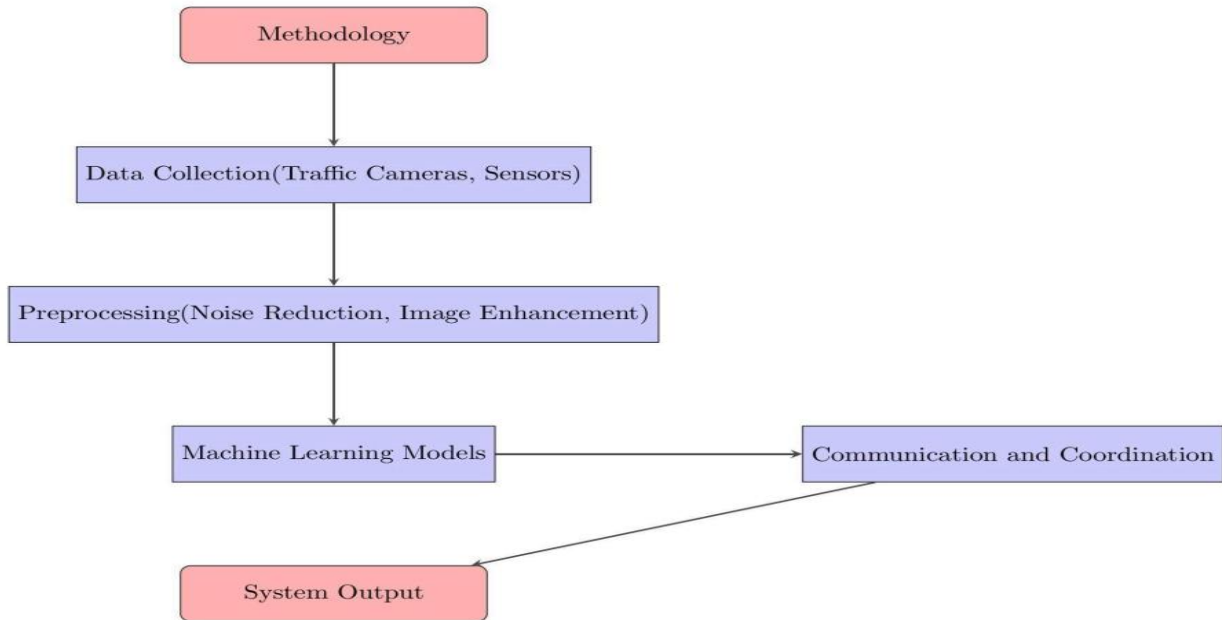 Methodology
Data Collection(Traffic Cameras, Sensors)
Preprocessing(Noise Reduction, Image Enhancement)
Machine Learning Models
Communication and Coordination
System Output